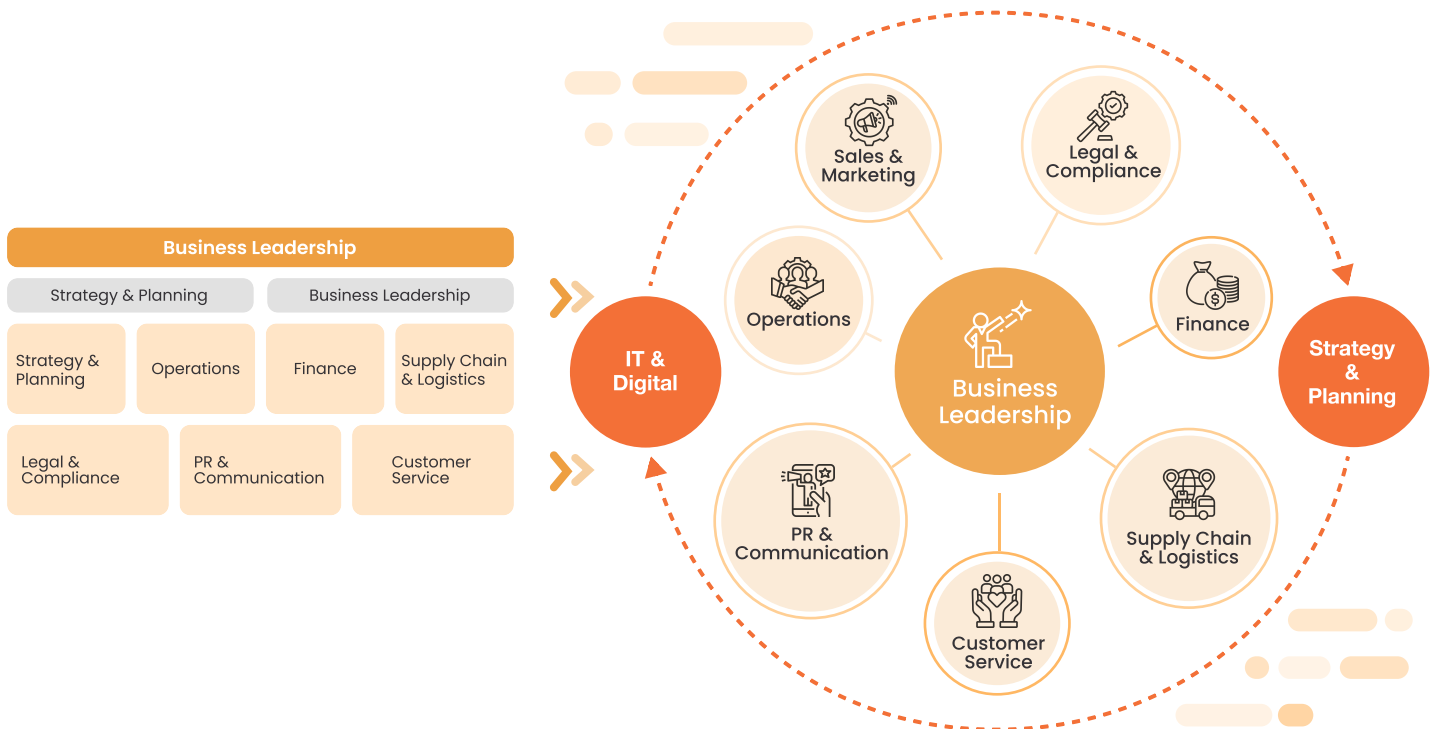 Business Leadership
Strategy & Planning
Business Leadership
Strategy &
Planning
Operations
Finance
Supply Chain
& Logistics
Legal &
Compliance
PR &
Communication
Customer
Service
IT &
Digital
Sales &
Marketing
Legal &
Compliance
Operations
Finance
Business
Leadership
Strategy
&
Planning
PR &
Communication
Supply Chain
& Logistics
Customer
Service